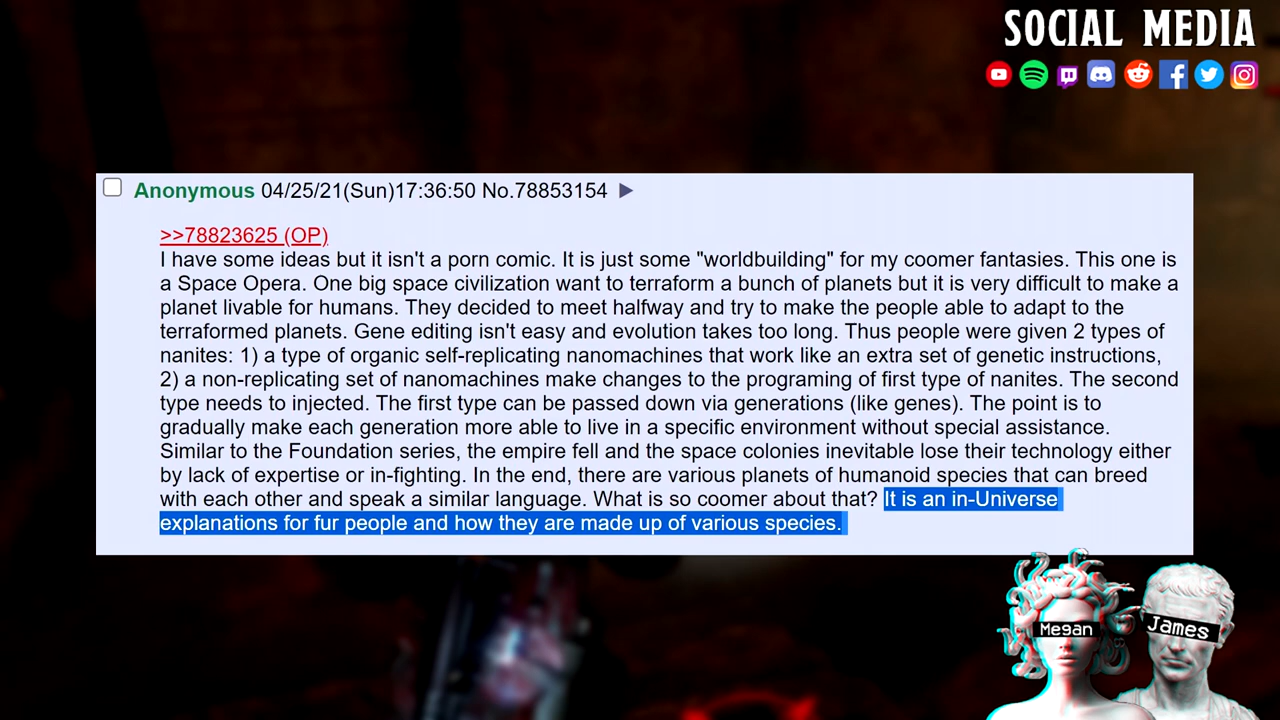 SOCIAL MEDIA
Anonymous 04/25/21(Sun)17:36:50 No.78853154 ▶
>>78823625 (OP)
I have some ideas but it isn't a porn comic. It is just some "worldbuilding" for my coomer fantasies. This one is
a Space Opera. One big space civilization want to terraform a bunch of planets but it is very difficult to make a
planet livable for humans. They decided to meet halfway and try to make the people able to adapt to the
terraformed planets. Gene editing isn't easy and evolution takes too long. Thus people were given 2 types of
nanites: 1) a type of organic self-replicating nanomachines that work like an extra set of genetic instructions,
2) a non-replicating set of nanomachines make changes to the programing of first type of nanites. The second
type needs to injected. The first type can be passed down via generations (like genes). The point is to
gradually make each generation more able to live in a specific environment without special assistance.
Similar to the Foundation series, the empire fell and the space colonies inevitable lose their technology either
by lack of expertise or in-fighting. In the end, there are various planets of humanoid species that can breed
with each other and speak a similar language. What is so coomer about that? It is an in-Universe
explanations for fur people and how they are made up of various species.
Megan
James